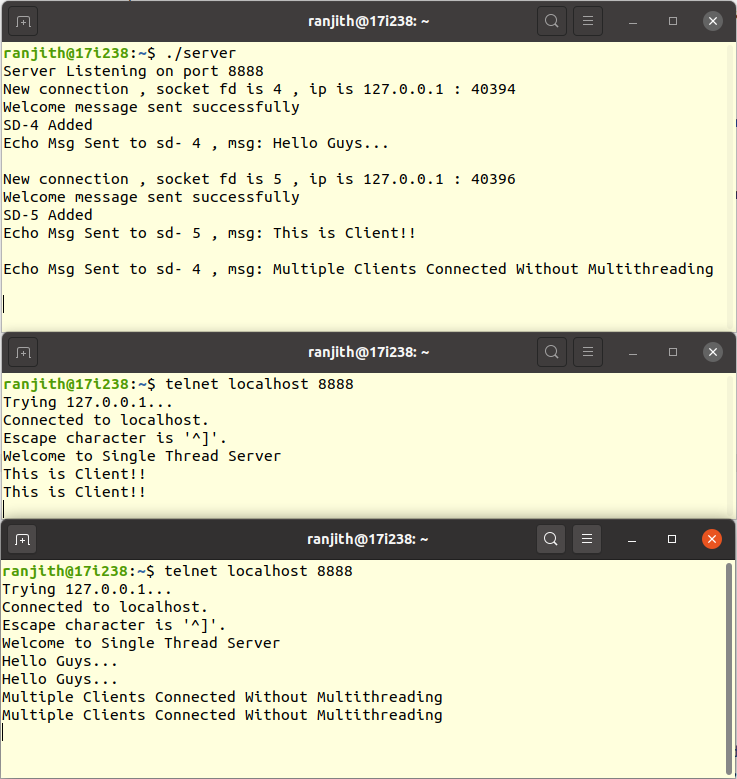 ranjith@17i238: ~
ranjith@17i238:~$ ./server
Server Listening on port 8888
New connection , socket fd is 4 , ip is 127.0.0.1 : 40394
Welcome message sent successfully
SD-4 Added
Echo Msg Sent to sd- 4 , msg: Hello Guys...
New connection , socket fd is 5 , ip is 127.0.0.1 : 40396
Welcome message sent successfully
SD-5 Added
Echo Msg Sent to sd- 5 , msg: This is Client!!
Echo Msg Sent to sd- 4 , msg: Multiple Clients Connected Without Multithreading
ranjith@17i238: ~
ranjith@17i238:~$ telnet localhost 8888
Trying 127.0.0.1...
Connected to localhost.
Escape character is '^]'.
Welcome to Single Thread Server
This is Client!!
This is Client!!
ranjith@17i238: ~
ranjith@17i238:~$ telnet localhost 8888
Trying 127.0.0.1...
Connected to localhost.
Escape character is '^]'.
Welcome to Single Thread Server
Hello Guys...
Hello Guys...
Multiple Clients Connected Without Multithreading
Multiple Clients Connected Without Multithreading